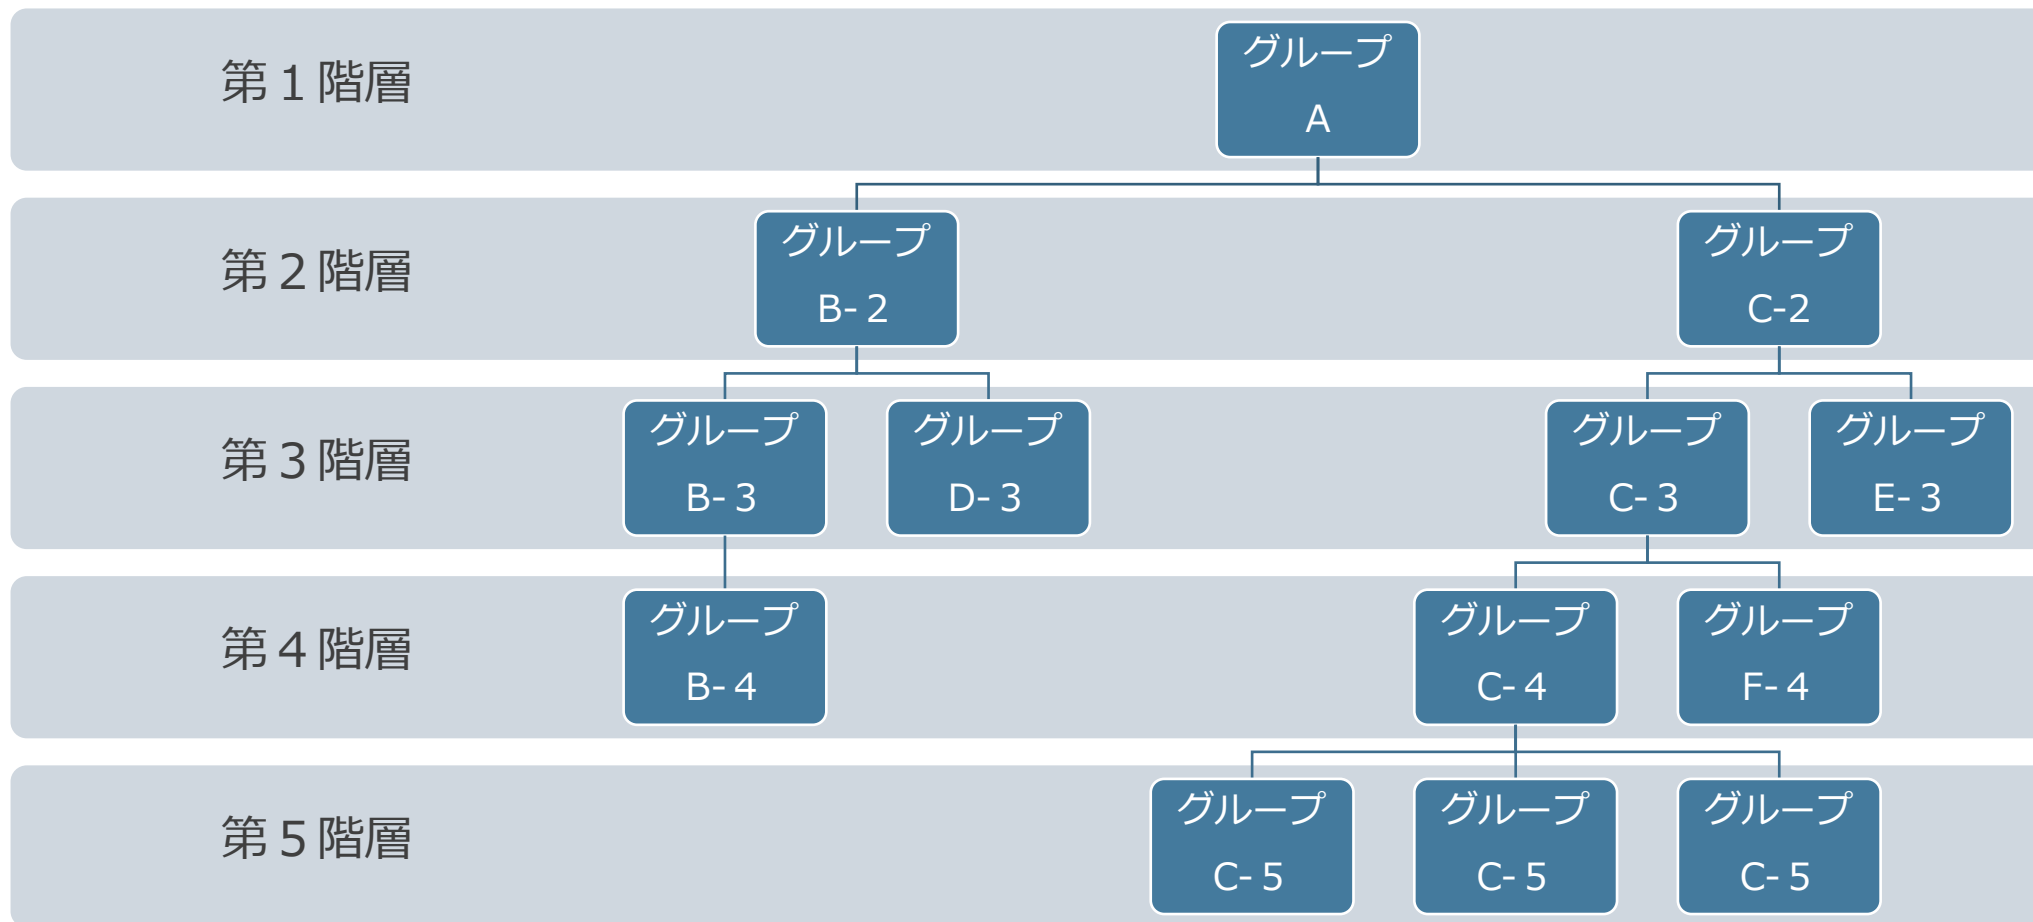 第１階層
グループ
A
第２階層
グループ
B-２
グループ
C-2
第３階層
グループ
B-３
グループ
D-３
グループ
C-３
グループ
E-３
第４階層
グループ
B-４
グループ
C-４
グループ
F-４
第５階層
グループ
C-５
グループ
C-５
グループ
C-５